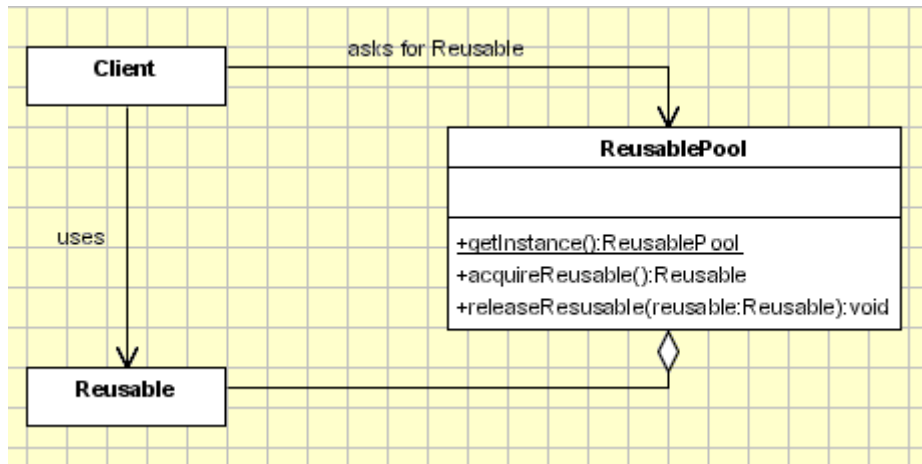 asks for Reusable
Client
ReusablePool
uses
+getInstance():ReusablePool
+acquireReusable():Reusable
+releaseResusable(reusable:Reusable):void
Reusable